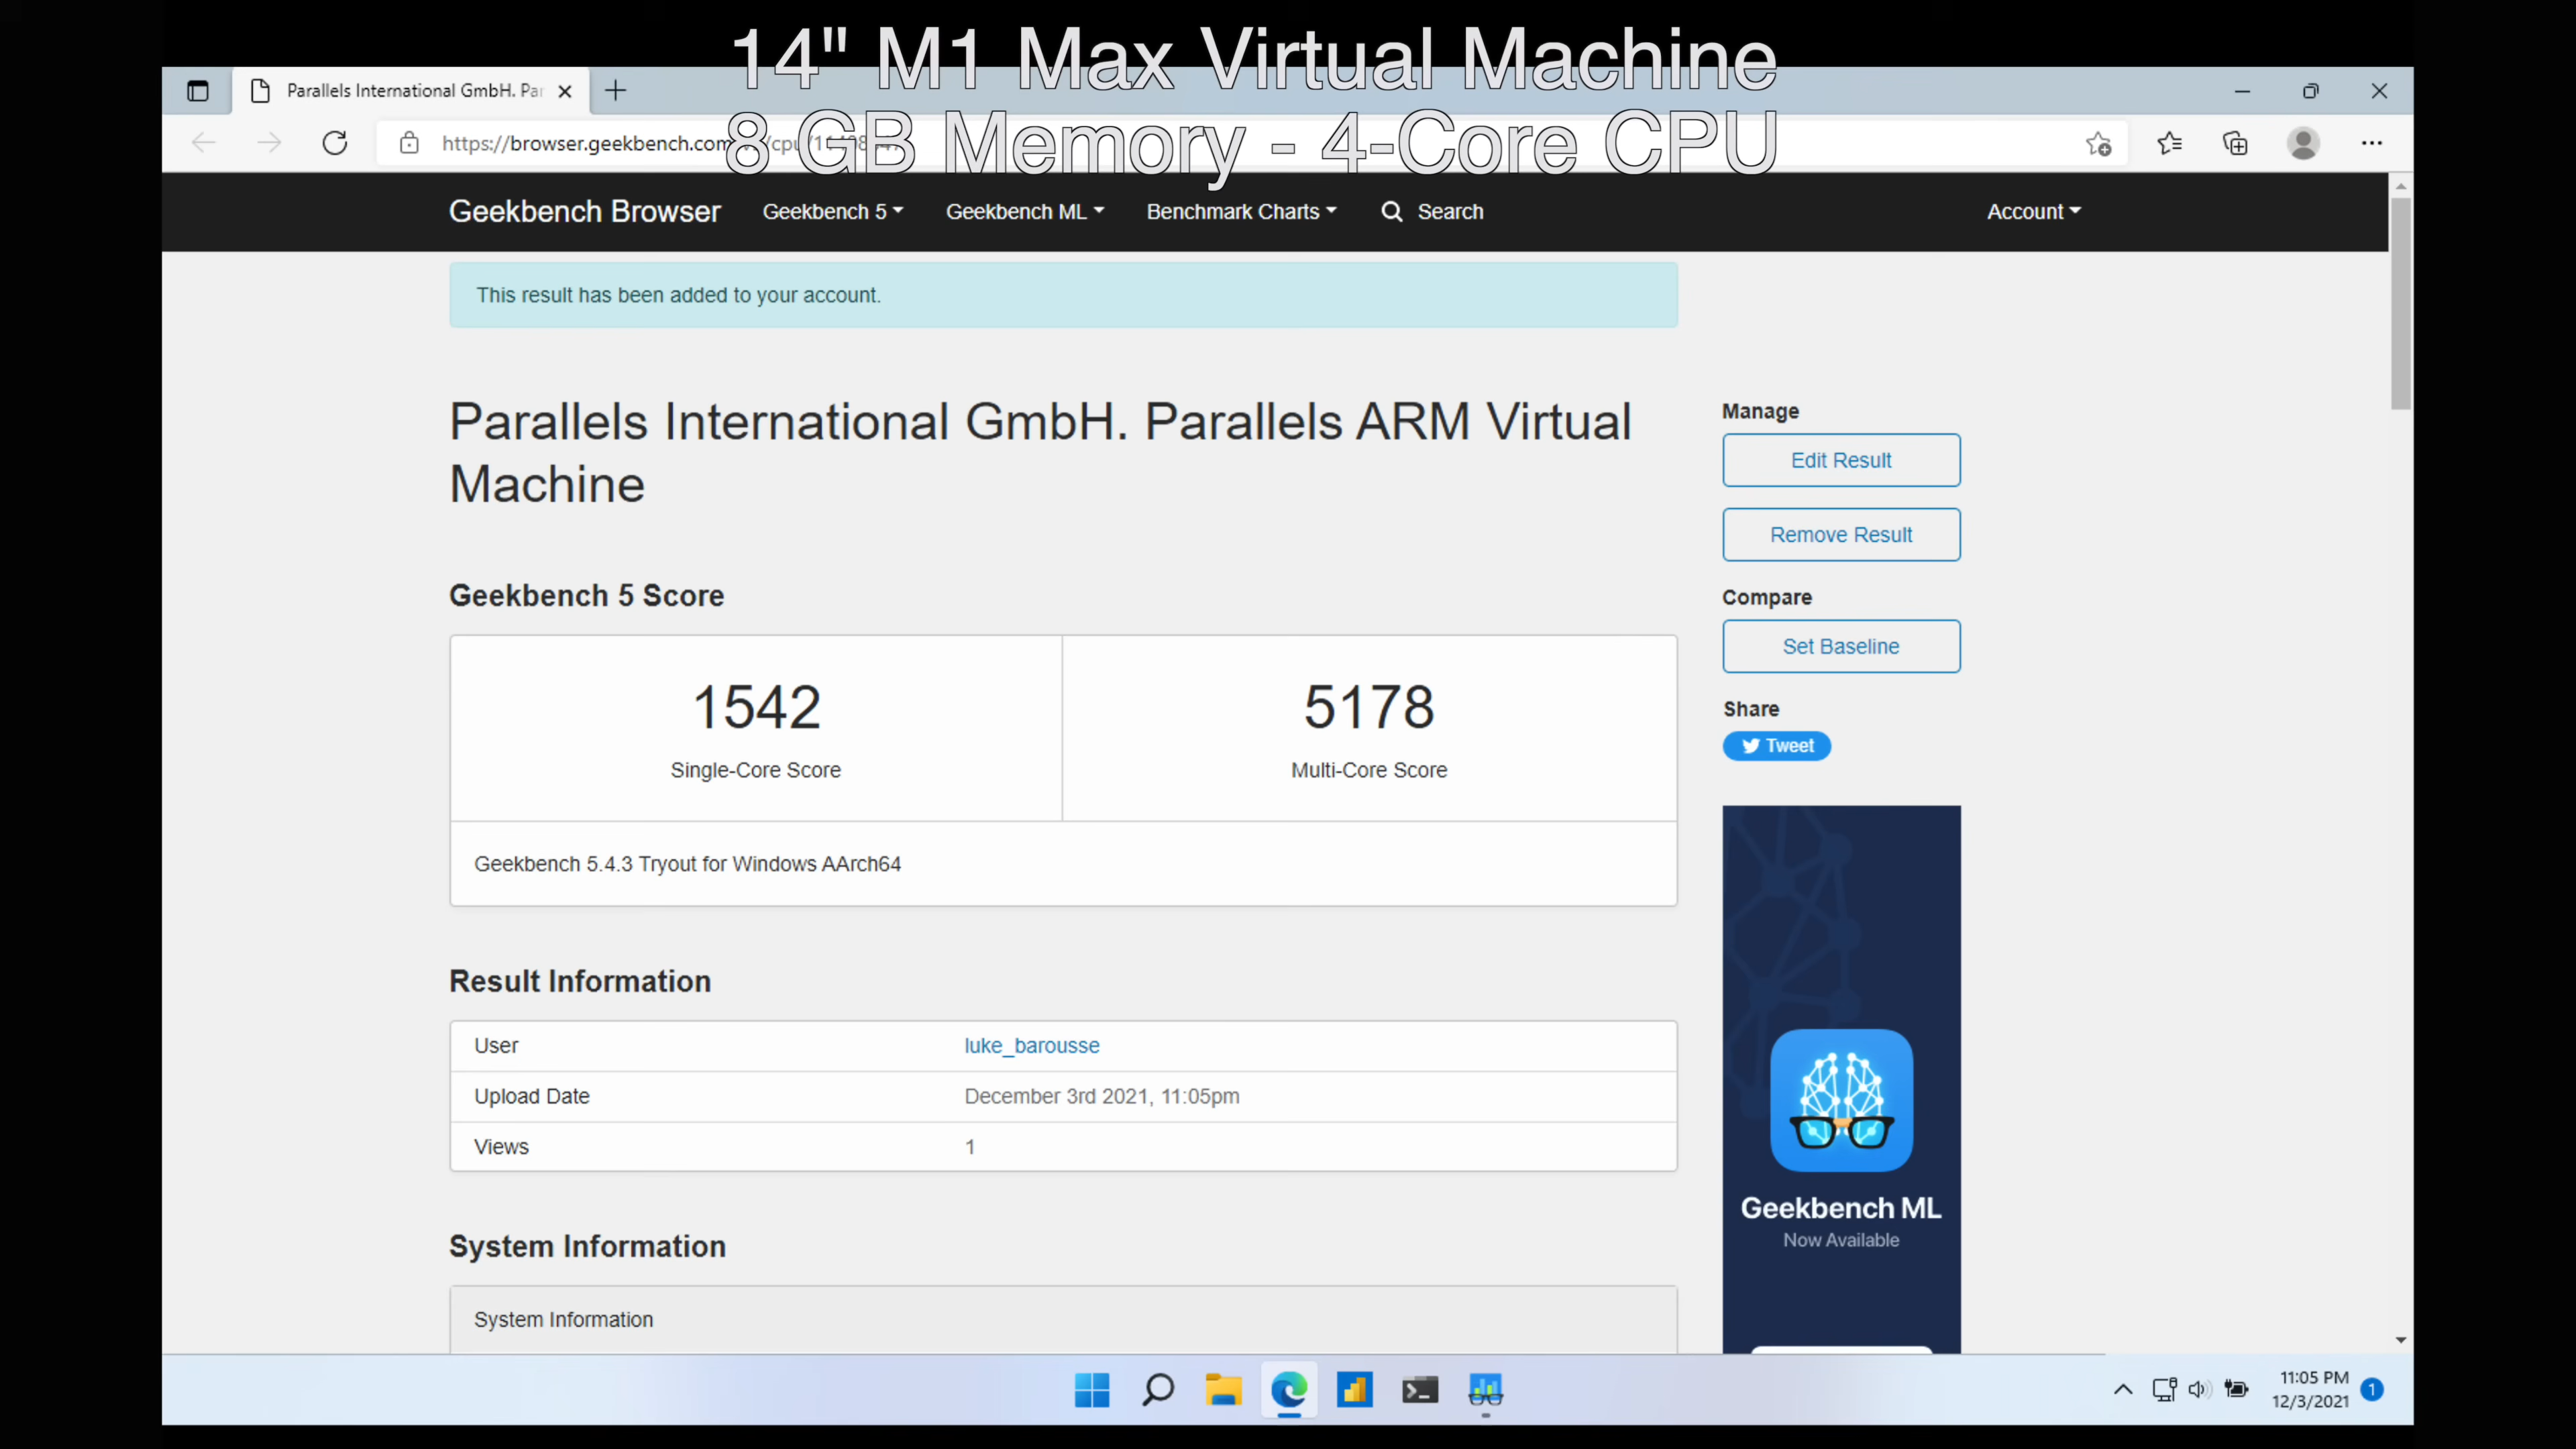 14" M1 Max Virtual Machine
8 GB Memory - 4-Core CPU
Parallels International GmbH. Par
https://browser.geekbench.com
Geekbench Browser
Geekbench 5
Geekbench ML
Benchmark Charts
Search
Account
This result has been added to your account.
Parallels International GmbH. Parallels ARM Virtual
Machine
Manage
Edit Result
Remove Result
Compare
Set Baseline
Share
Tweet
Geekbench 5 Score
1542
Single-Core Score
5178
Multi-Core Score
Geekbench 5.4.3 Tryout for Windows AArch64
Result Information
User luke_barousse
Upload Date December 3rd 2021, 11:05pm
Views 1
System Information
System Information
Geekbench ML
Now Available
11:05 PM
12/3/2021
1